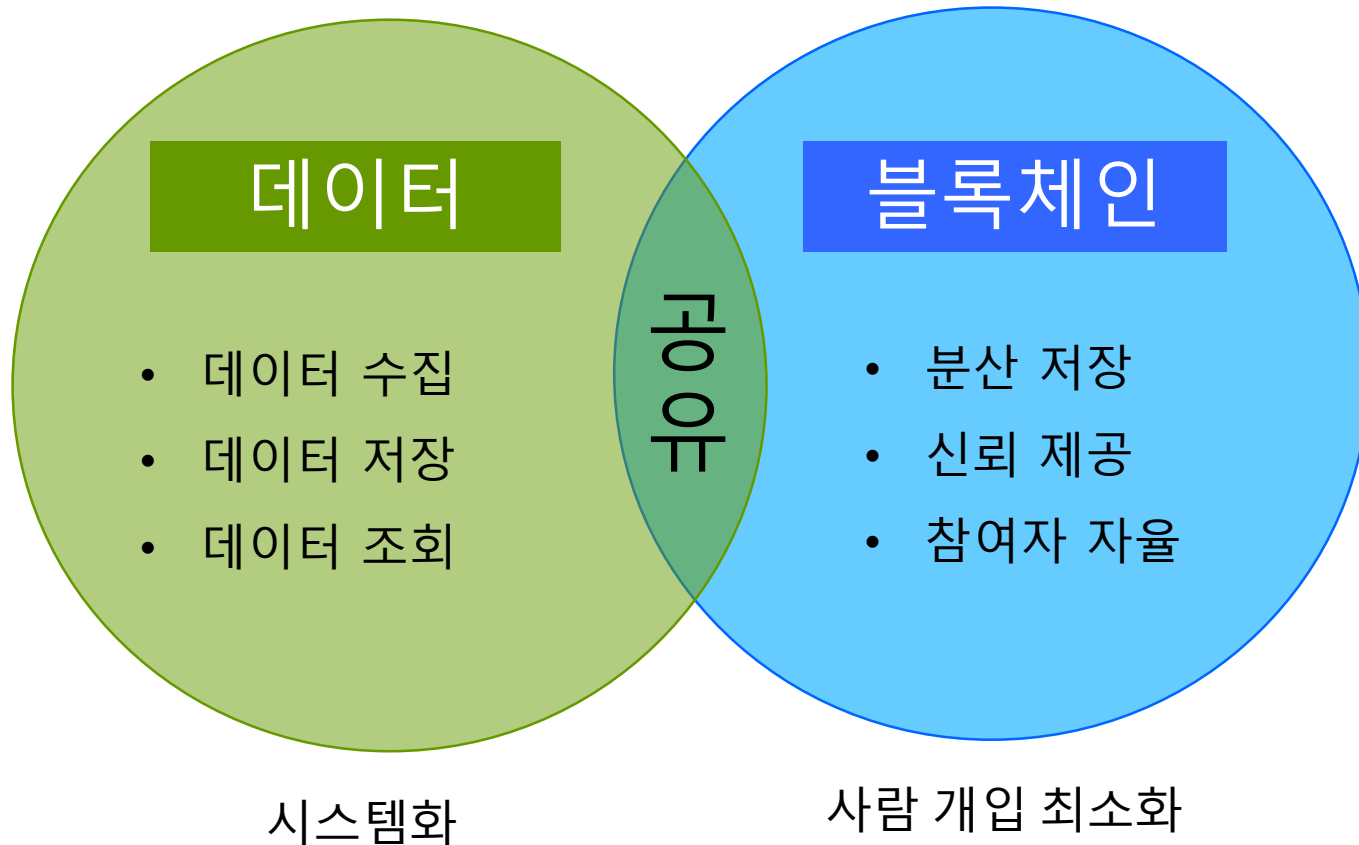 데이터
• 데이터 수집
• 데이터 저장
• 데이터 조회
공유
블록체인
• 분산 저장
• 신뢰 제공
• 참여자 자율
시스템화
사람 개입 최소화